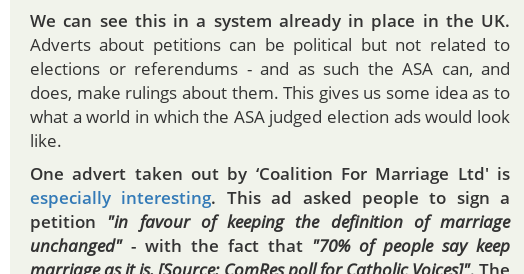 We can see this in a system already in place in the UK.
Adverts about petitions can be political but not related to
elections or referendums - and as such the ASA can, and
does, make rulings about them. This gives us some idea as to
what a world in which the ASA judged election ads would look
like.
One advert taken out by ‘Coalition For Marriage Ltd' is
especially interesting. This ad asked people to sign a
petition "in favour of keeping the definition of marriage
unchanged" - with the fact that "70% of people say keep
marriage as it is. [Source: ComRes poll for Catholic Voices]". The